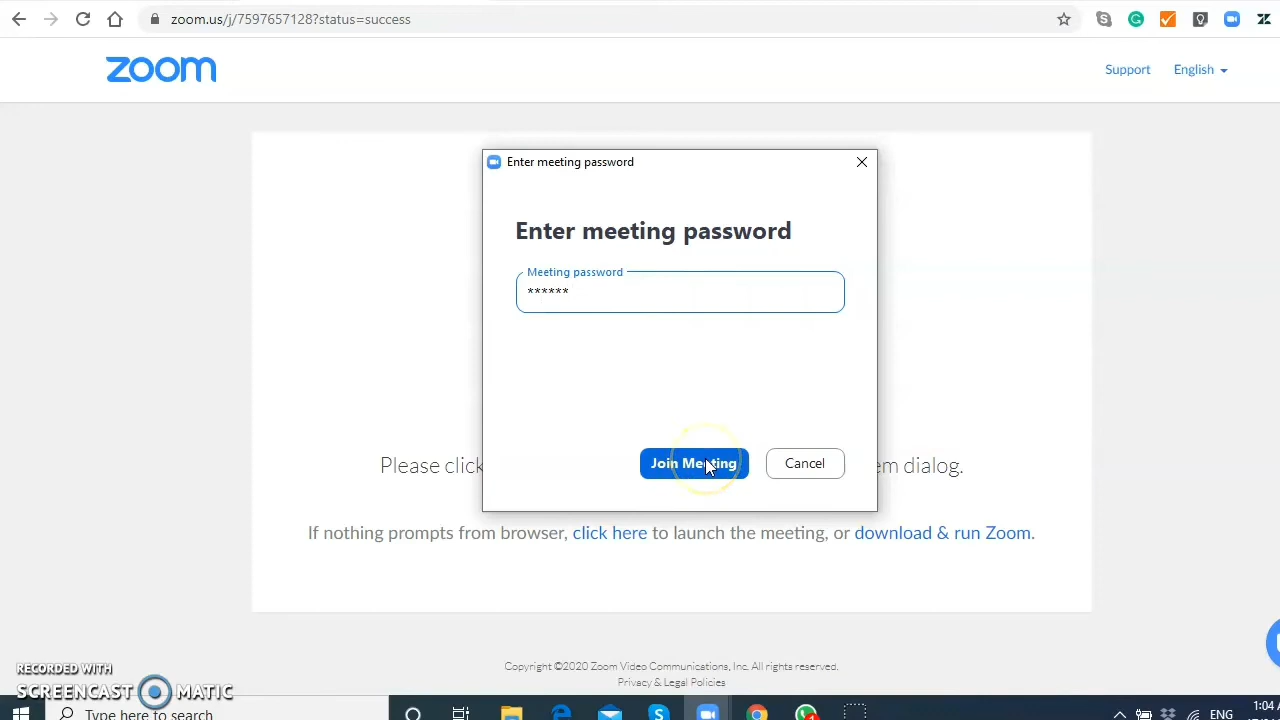 zoom.us/j/7597657128?status=success
zoom
Support
English
Enter meeting password
Enter meeting password
Meeting password
******
Join Meeting
Cancel
Please click
em dialog.
If nothing prompts from browser, click here to launch the meeting, or download & run Zoom.
Copyright ©2020 Zoom Video Communications, Inc. All rights reserved.
Privacy & Legal Policies
RECORDED WITH
SCREENCAST MATIC
Type here to search
ENG
1:04